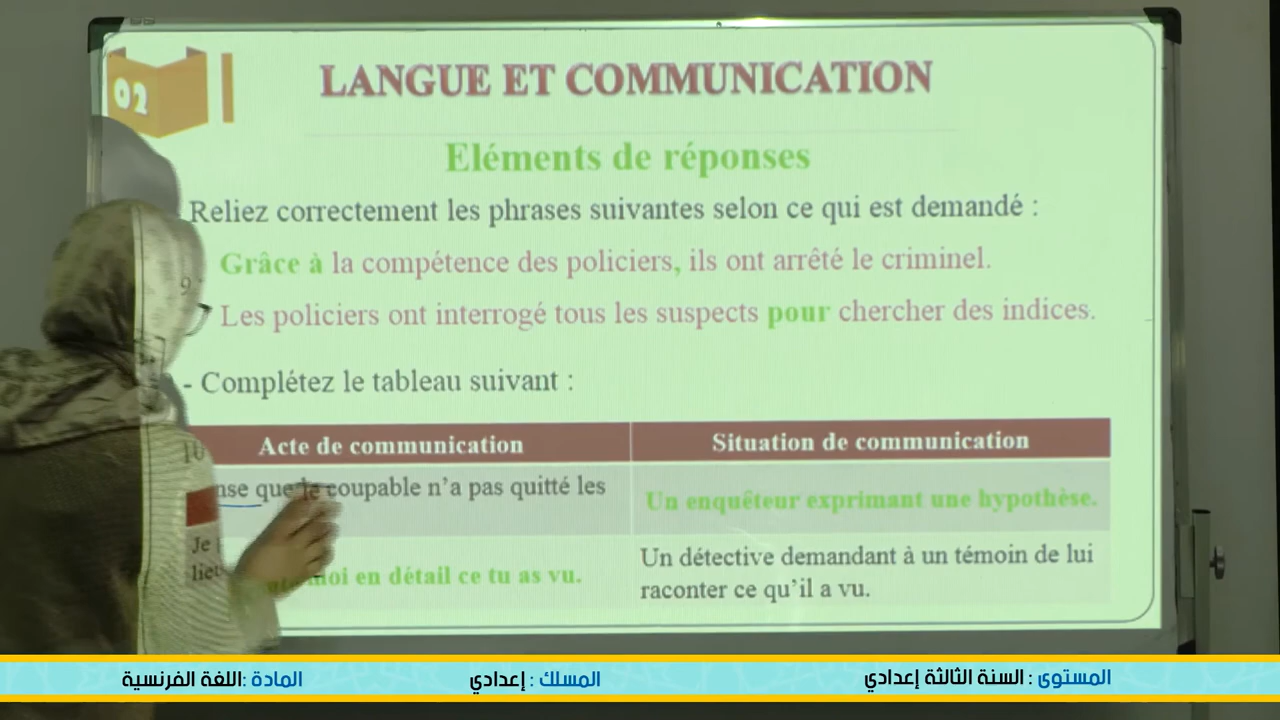 02
LANGUE ET COMMUNICATION
Eléments de réponses
Reliez correctement les phrases suivantes selon ce qui est demandé :
9
Grâce à la compétence des policiers, ils ont arrêté le criminel.
Les policiers ont interrogé tous les suspects pour chercher des indices.
- Complétez le tableau suivant :
10
Acte de communication
Situation de communication
que le coupable n'a pas quitté les
Un enquêteur exprimant une hypothèse.
Je
en détail ce tu as vu.
Un détective demandant à un témoin de lui
raconter ce qu'il a vu.
المستوى : السنة الثالثة إعدادي
المسلك : إعدادي
المادة :اللغة الفرنسية